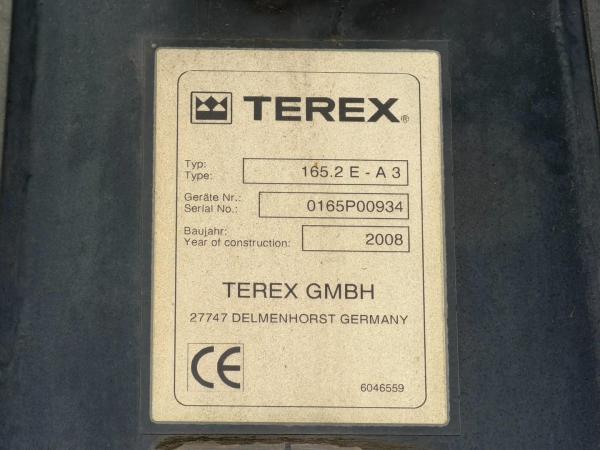 TEREX®
Typ:
Type:
165.2 E - A 3
Geräte Nr.:
Serial No.:
0165P00934
Baujahr:
Year of construction:
2008
TEREX GMBH
27747 DELMENHORST GERMANY
CE
6046559